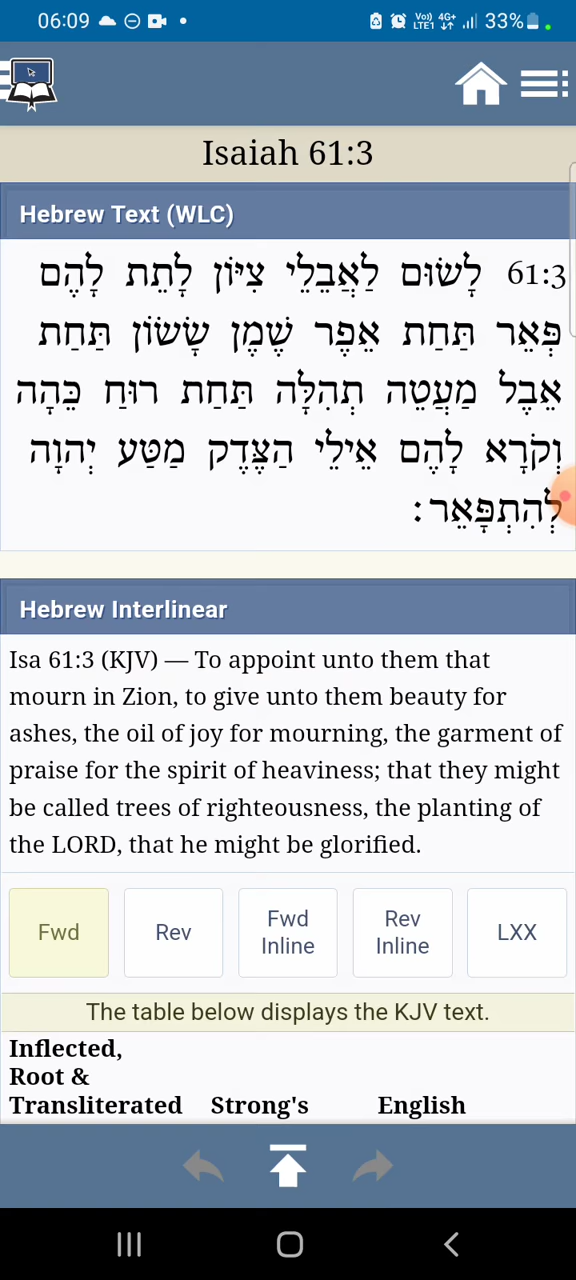 06:09
Vo)) 4G+ 33%
LTE1
Isaiah 61:3
Hebrew Text (WLC)
61:3 לָשׂוּם לַאֲבֵלֵי צִיּוֹן לָתֵת לָהֶם
פְּאֵר תַּחַת אֵפֶר שֶׁמֶן שָׂשׂוֹן תַּחַת
אֵבֶל מַעֲטֵה תְהִלָּה תַּחַת רוּחַ כֵּהָה
וְקֹרָא לָהֶם אֵילֵי הַצֶּדֶק מַטַּע יְהוָה
לְהִתְפָּאֵר׃
Hebrew Interlinear
Isa 61:3 (KJV) — To appoint unto them that
mourn in Zion, to give unto them beauty for
ashes, the oil of joy for mourning, the garment of
praise for the spirit of heaviness; that they might
be called trees of righteousness, the planting of
the LORD, that he might be glorified.
Fwd Rev Fwd Inline Rev Inline LXX
The table below displays the KJV text.
Inflected,
Root &
Transliterated Strong's English